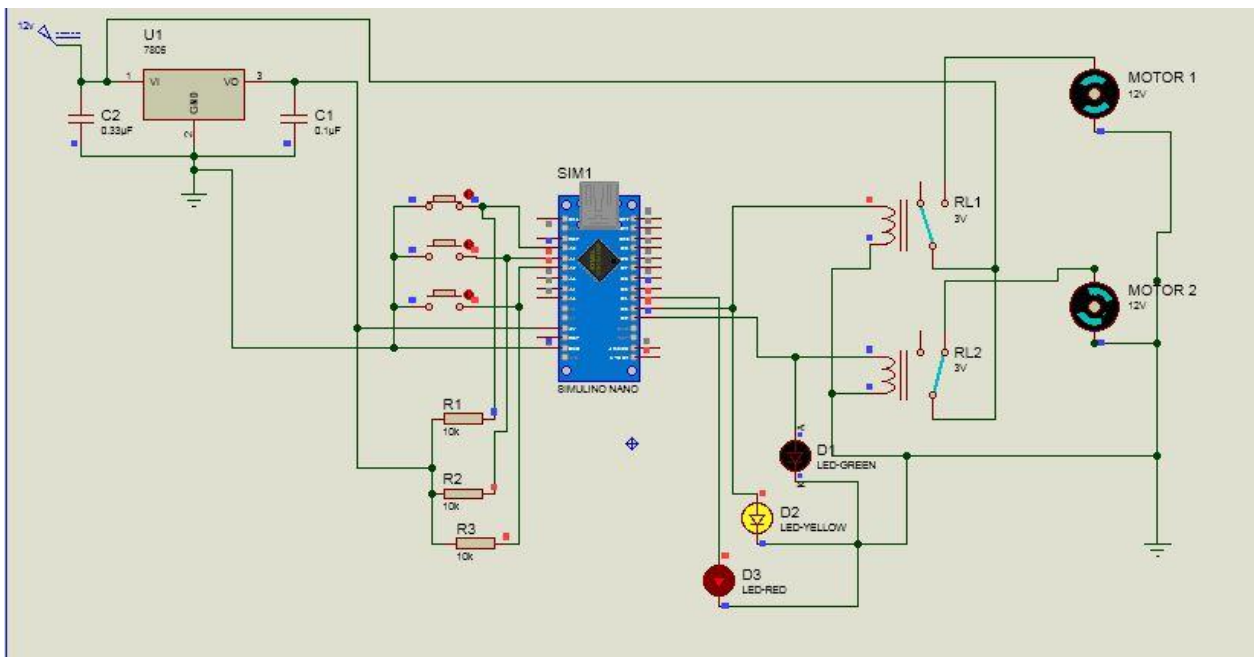 12v
U1
7805
1
VI
VO
3
GND
2
C2
0.33µF
C1
0.1µF
SIM1
SIMULINO NANO
MOTOR 1
12V
RL1
3V
MOTOR 2
12V
RL2
3V
R1
10k
R2
10k
R3
10k
A
D1
K
LED-GREEN
D2
LED-YELLOW
D3
LED-RED